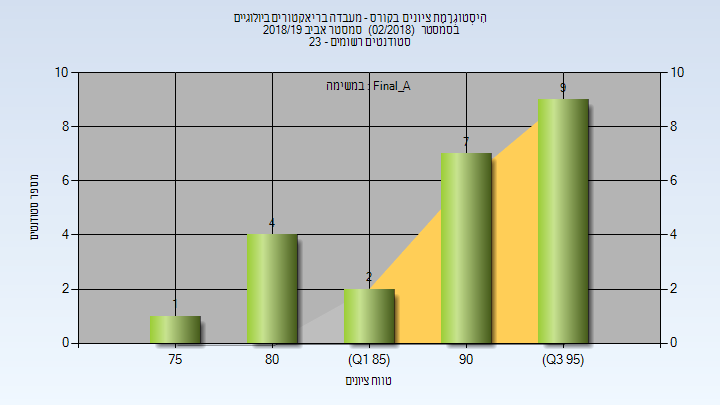 היסטוגרמת ציונים בקורס - מעבדה בריאקטורים ביולוגיים
בסמסטר (02/2018) סמסטר אביב 2018/19
סטודנטים רשומים - 23
במשימה : Final_A
10 10
8 8
6 6
4 4
2 2
0 0
מספר סטודנטים
1 4 2 7 9
75 80 (Q1 85) 90 (Q3 95)
טווח ציונים